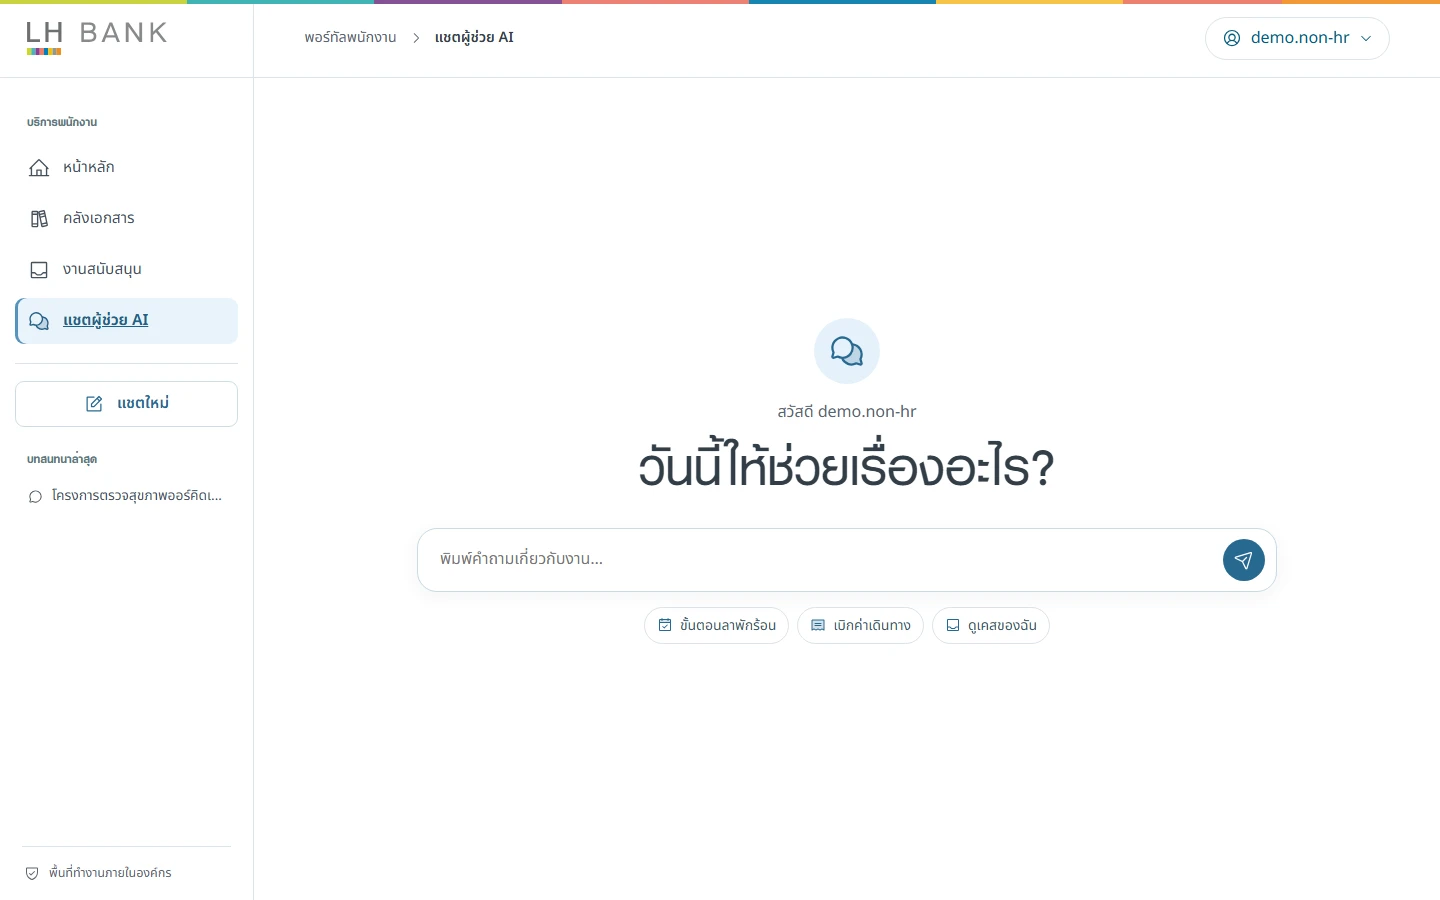 LH BANK
พอร์ทัลพนักงาน > แชตผู้ช่วย AI
demo.non-hr
บริการพนักงาน
หน้าหลัก
คลังเอกสาร
งานสนับสนุน
แชตผู้ช่วย AI
แชตใหม่
บทสนทนาล่าสุด
โครงการตรวจสุขภาพออร์คิดเ...
พื้นที่ทำงานภายในองค์กร
สวัสดี demo.non-hr
วันนี้ให้ช่วยเรื่องอะไร?
พิมพ์คำถามเกี่ยวกับงาน...
ขั้นตอนลาพักร้อน
เบิกค่าเดินทาง
ดูเคสของฉัน